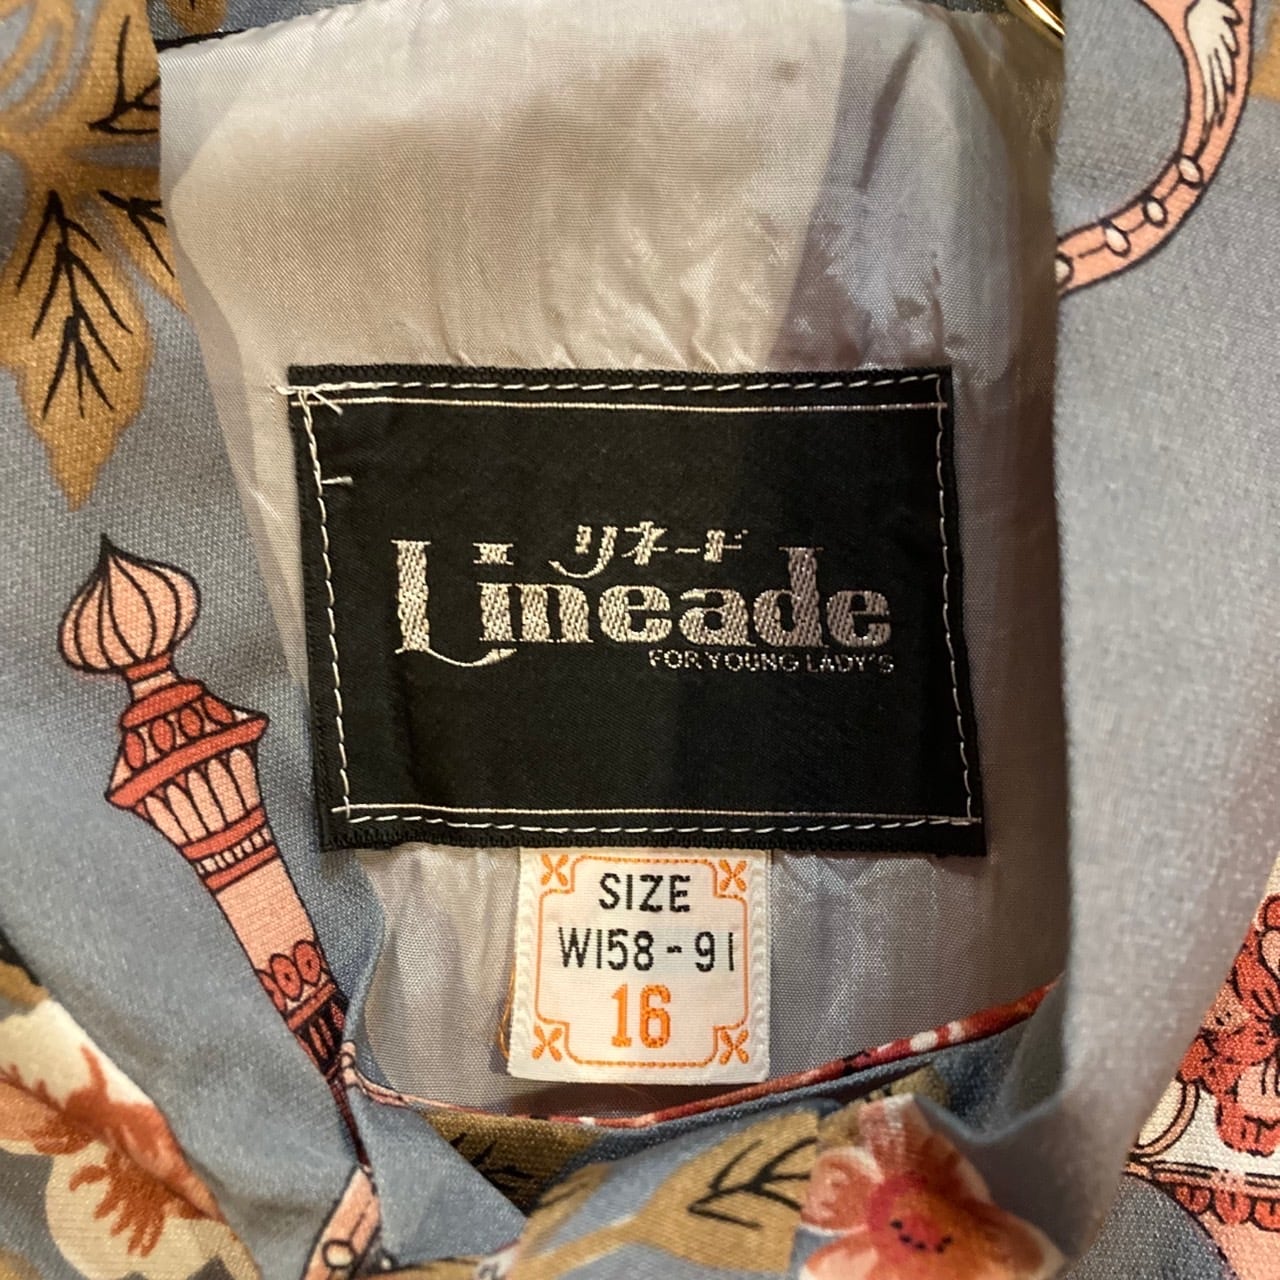 リネード
Lineade
FOR YOUNG LADY'S
SIZE
W158-91
16